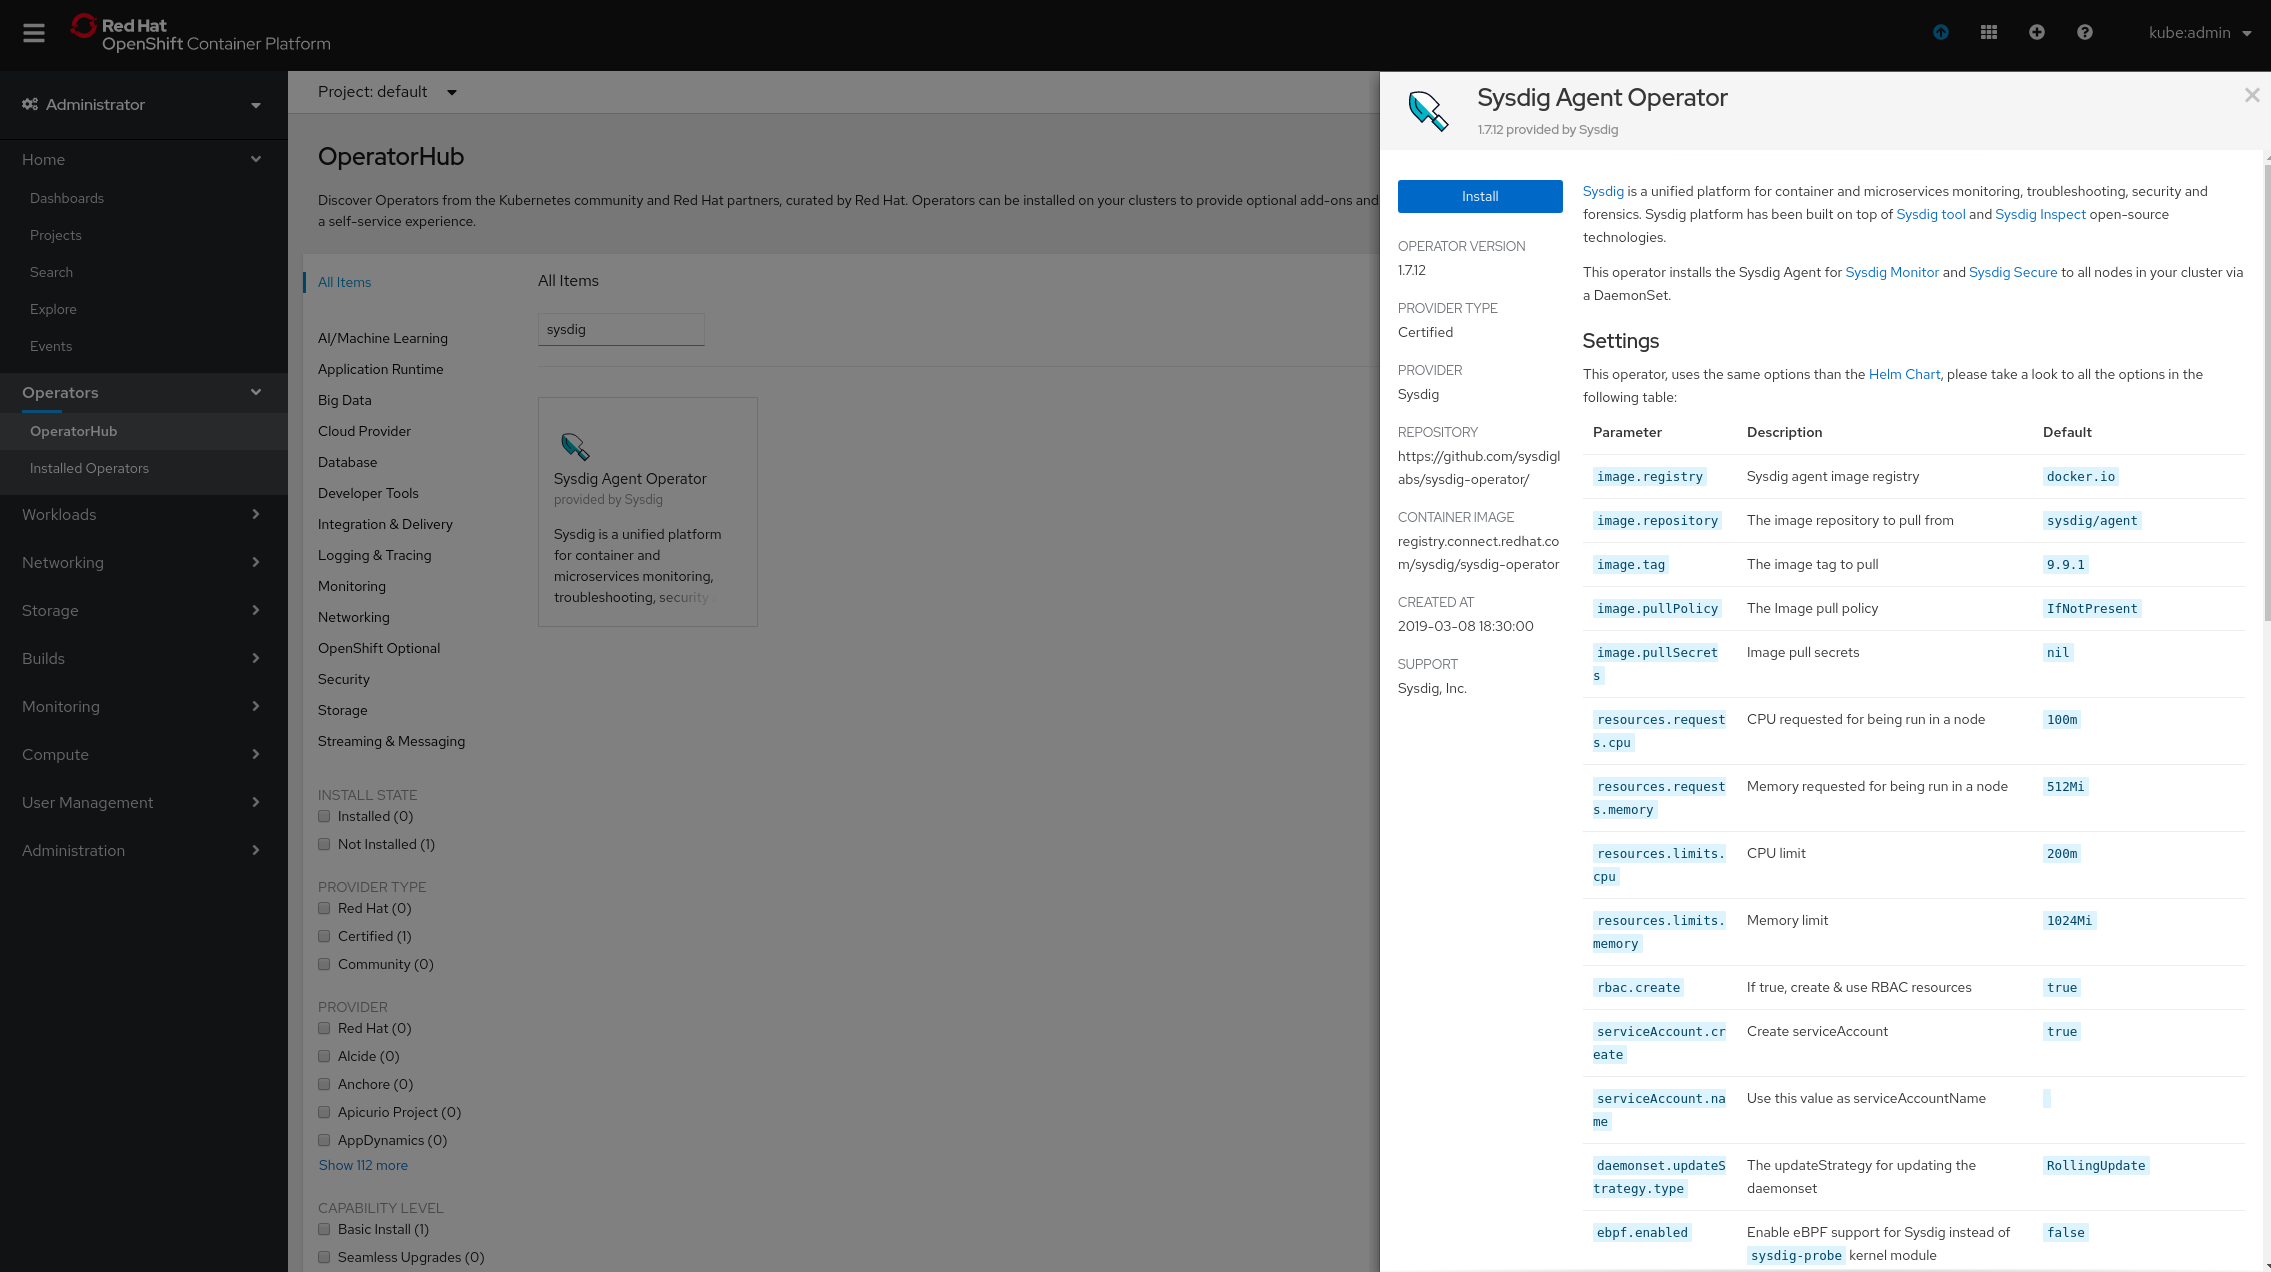 Red Hat
OpenShift Container Platform
kube:admin
Administrator
Home
Dashboards
Projects
Search
Explore
Events
Operators
OperatorHub
Installed Operators
Workloads
Networking
Storage
Builds
Monitoring
Compute
User Management
Administration
Project: default
OperatorHub
Discover Operators from the Kubernetes community and Red Hat partners, curated by Red Hat. Operators can be installed on your clusters to provide optional add-ons and
a self-service experience.
All Items
AI/Machine Learning
Application Runtime
Big Data
Cloud Provider
Database
Developer Tools
Integration & Delivery
Logging & Tracing
Monitoring
Networking
OpenShift Optional
Security
Storage
Streaming & Messaging
INSTALL STATE
Installed (0)
Not Installed (1)
PROVIDER TYPE
Red Hat (0)
Certified (1)
Community (0)
PROVIDER
Red Hat (0)
Alcide (0)
Anchore (0)
Apicurio Project (0)
AppDynamics (0)
Show 112 more
CAPABILITY LEVEL
Basic Install (1)
Seamless Upgrades (0)
All Items
sysdig
Sysdig Agent Operator
provided by Sysdig
Sysdig is a unified platform
for container and
microservices monitoring,
troubleshooting, security
Sysdig Agent Operator
1.7.12 provided by Sysdig
Install
OPERATOR VERSION
1.7.12
PROVIDER TYPE
Certified
PROVIDER
Sysdig
REPOSITORY
https://github.com/sysdigl
abs/sysdig-operator/
CONTAINER IMAGE
registry.connect.redhat.co
m/sysdig/sysdig-operator
CREATED AT
2019-03-08 18:30:00
SUPPORT
Sysdig, Inc.
Sysdig is a unified platform for container and microservices monitoring, troubleshooting, security and
forensics. Sysdig platform has been built on top of Sysdig tool and Sysdig Inspect open-source
technologies.
This operator installs the Sysdig Agent for Sysdig Monitor and Sysdig Secure to all nodes in your cluster via
a DaemonSet.
Settings
This operator, uses the same options than the Helm Chart, please take a look to all the options in the
following table:
Parameter Description Default
image.registry Sysdig agent image registry docker.io
image.repository The image repository to pull from sysdig/agent
image.tag The image tag to pull 9.9.1
image.pullPolicy The Image pull policy IfNotPresent
image.pullSecret Image pull secrets nil
s
resources.request CPU requested for being run in a node 100m
s.cpu
resources.request Memory requested for being run in a node 512Mi
s.memory
resources.limits. CPU limit 200m
cpu
resources.limits. Memory limit 1024Mi
memory
rbac.create If true, create & use RBAC resources true
serviceAccount.cr Create serviceAccount true
eate
serviceAccount.na Use this value as serviceAccountName
me
daemonset.updateS The updateStrategy for updating the RollingUpdate
trategy.type daemonset
ebpf.enabled Enable eBPF support for Sysdig instead of false
sysdig-probe kernel module